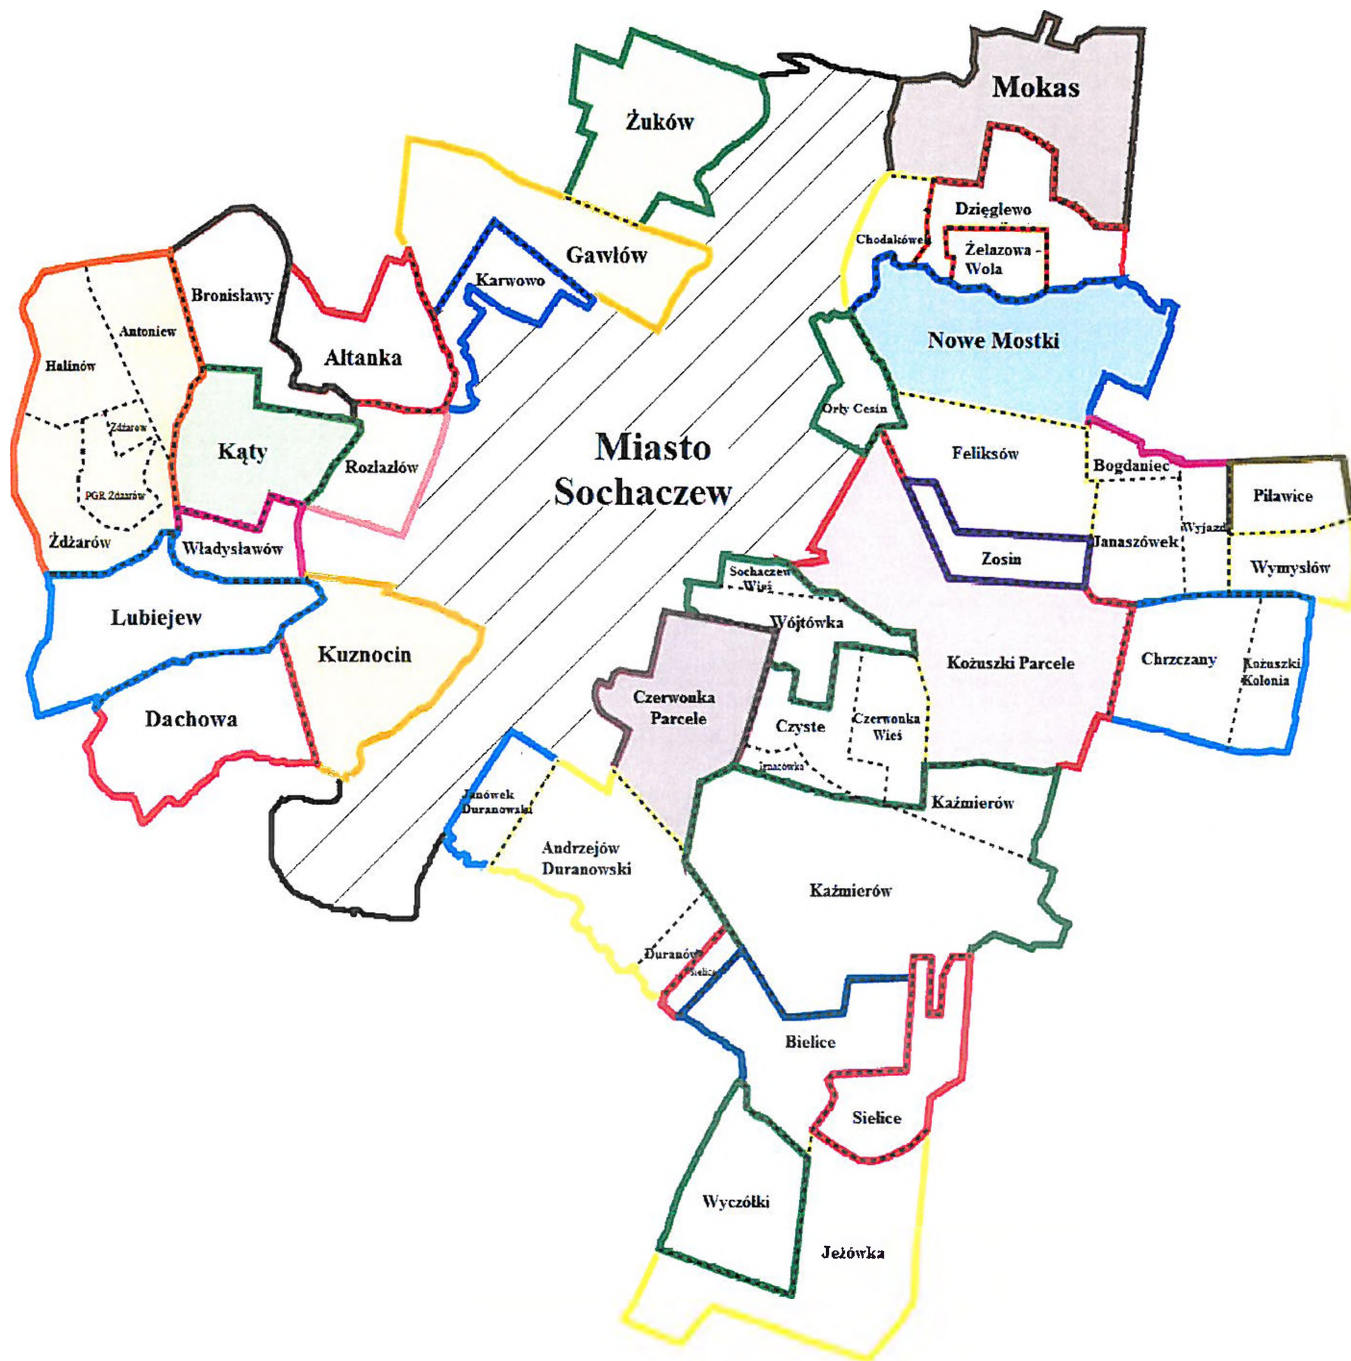 Mokas
Żuków
Dzięglewo
Chodakówek
Żelazowa -
Wola
Gawłów
Karwowo
Bronisławy
Antoniew
Halinów
Altanka
Nowe Mostki
Orły Cesin
Żdżarów
Kąty
Rozlazłów
Miasto
Sochaczew
Feliksów
Bogdaniec
Piławice
PGR Żdżarów
Wyjazd
Żdżarów
Władysławów
Janaszówek
Zosin
Wymysłów
Sochaczew
Wieś
Lubiejew
Wójtówka
Kuznocin
Kożuszki Parcele
Chrzczany
Kożuszki
Kolonia
Czerwonka
Parcele
Dachowa
Czyste
Czerwonka
Wieś
Ignacówka
Janówek
Duranowski
Kaźmierów
Andrzejów
Duranowski
Kaźmierów
Duranów
Sielice
Bielice
Sielice
Wyczółki
Jeżówka